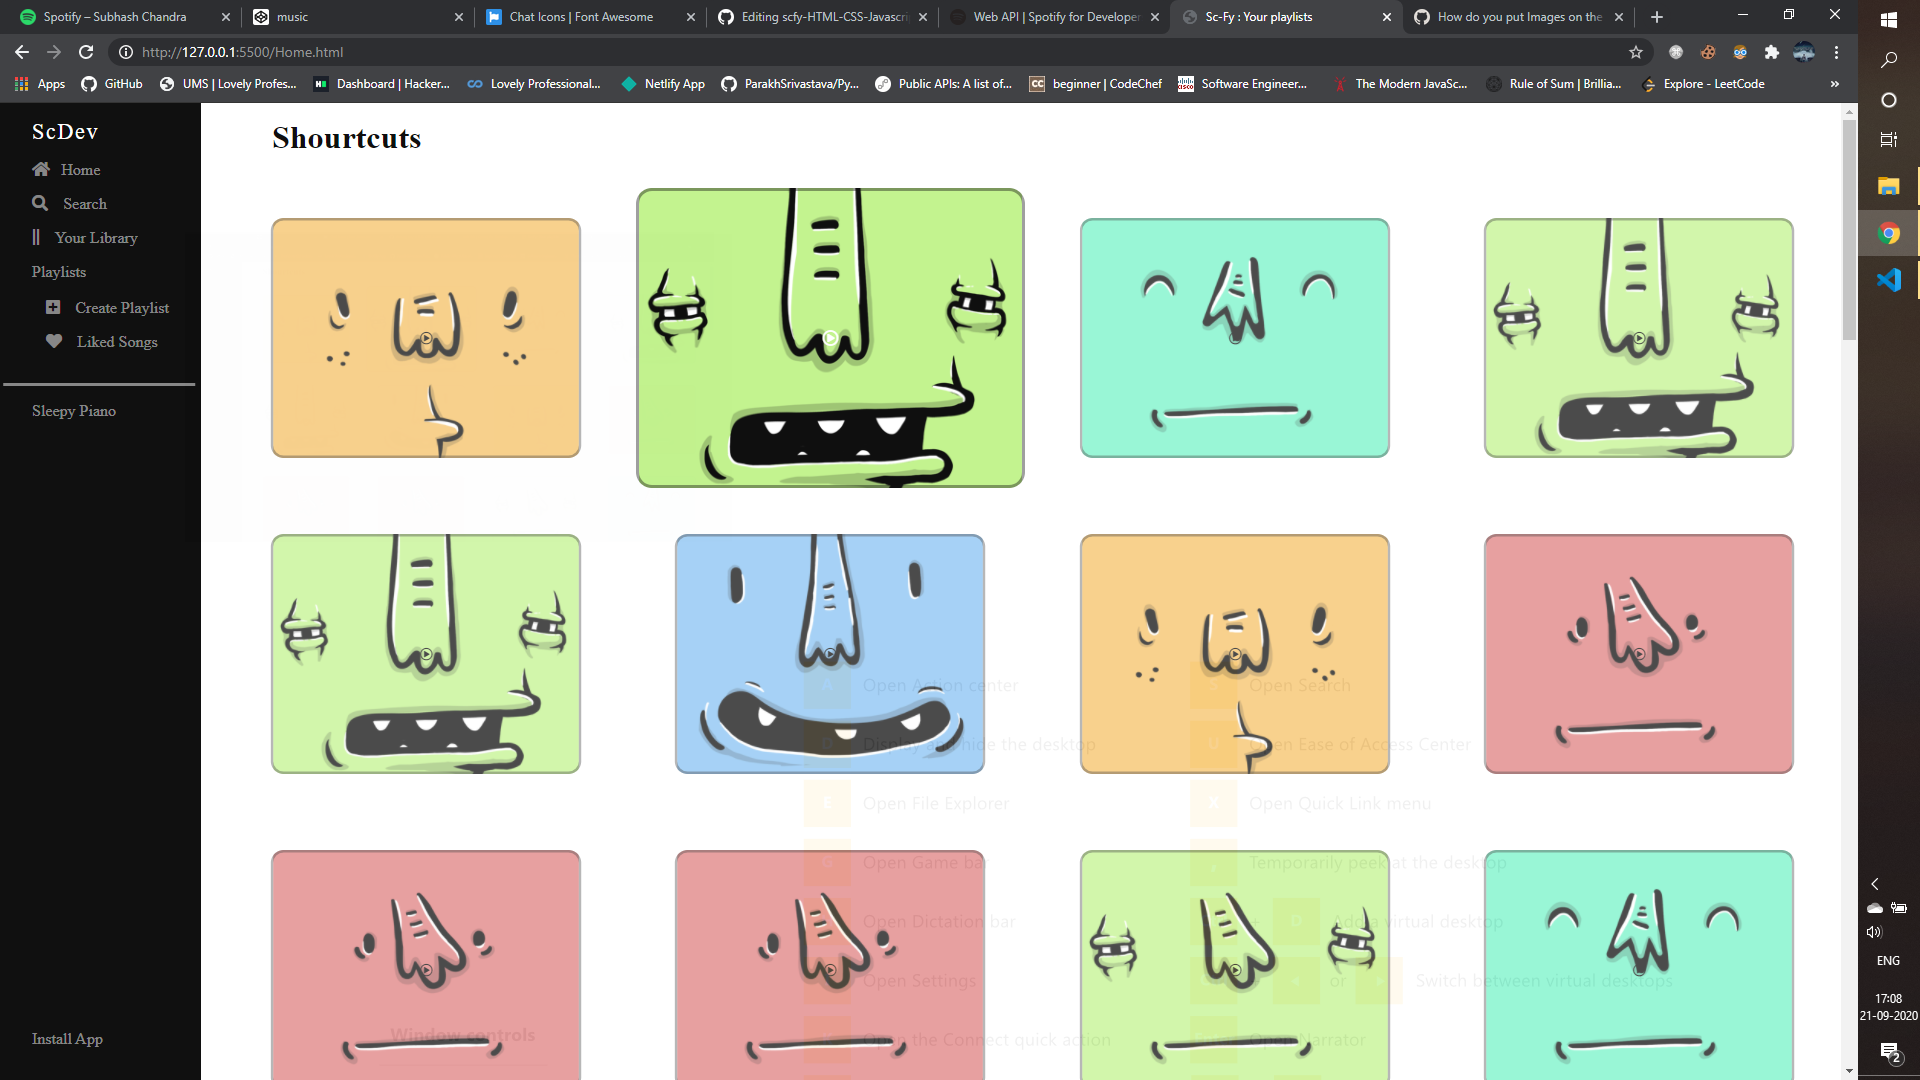 Spotify – Subhash Chandra
music
Chat Icons | Font Awesome
Editing scfy-HTML-CSS-Javascri
Web API | Spotify for Developer
Sc-Fy : Your playlists
How do you put Images on the
http://127.0.0.1:5500/Home.html
Apps
GitHub
UMS | Lovely Profes...
Dashboard | Hacker...
Lovely Professional...
Netlify App
ParakhSrivastava/Py...
Public APIs: A list of...
CC beginner | CodeChef
Software Engineer...
The Modern JavaSc...
Rule of Sum | Brillia...
Explore - LeetCode
»
ScDev
Home
Search
Your Library
Playlists
Create Playlist
Liked Songs
Sleepy Piano
Install App
Shourtcuts
A Open Action center
Open Search
D Display and hide the desktop
U Open Ease of Access Center
E Open File Explorer
X Open Quick Link menu
G Open Game bar
, Temporarily peek at the desktop
Open Dictation bar
+ D Add a virtual desktop
Open Settings
or Switch between virtual desktops
Window controls
Open the Connect quick action
Open Narrator
ENG
17:08
21-09-2020
2